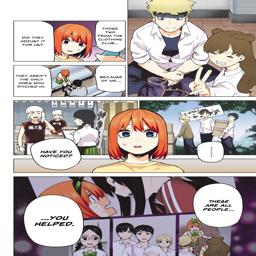 DID THEY
ADJUST IT
FOR US?
THOSE
TWO
FROM THE
CLOTHING
CLUB...
THEY AREN'T
THE ONLY
ONES WHO
PITCHED IN.
BECAUSE
OF ME...
HAVE YOU
NOTICED?
......
THESE
ARE ALL
PEOPLE...
...YOU
HELPED.